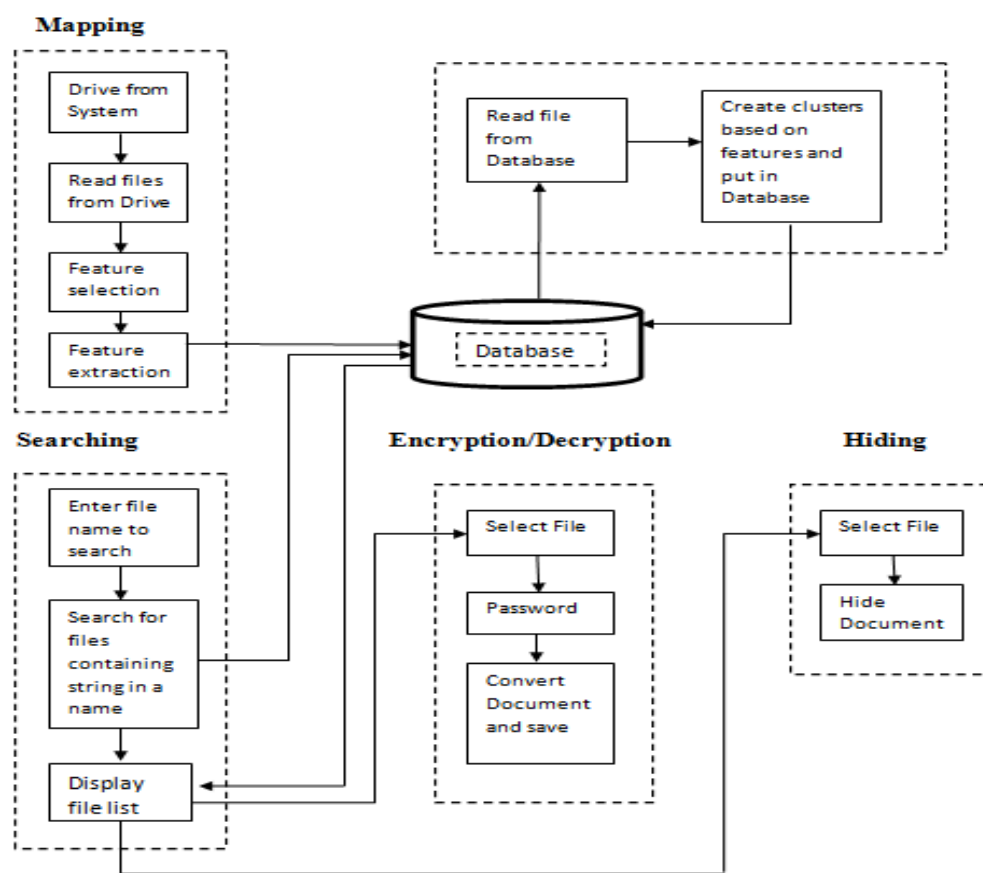 Mapping
Drive from
System
Read files
from Drive
Feature
selection
Feature
extraction
Read file
from
Database
Create clusters
based on
features and
put in
Database
Database
Searching
Enter file
name to
search
Search for
files
containing
string in a
name
Display
file list
Encryption/Decryption
Select File
Password
Convert
Document
and save
Hiding
Select File
Hide
Document